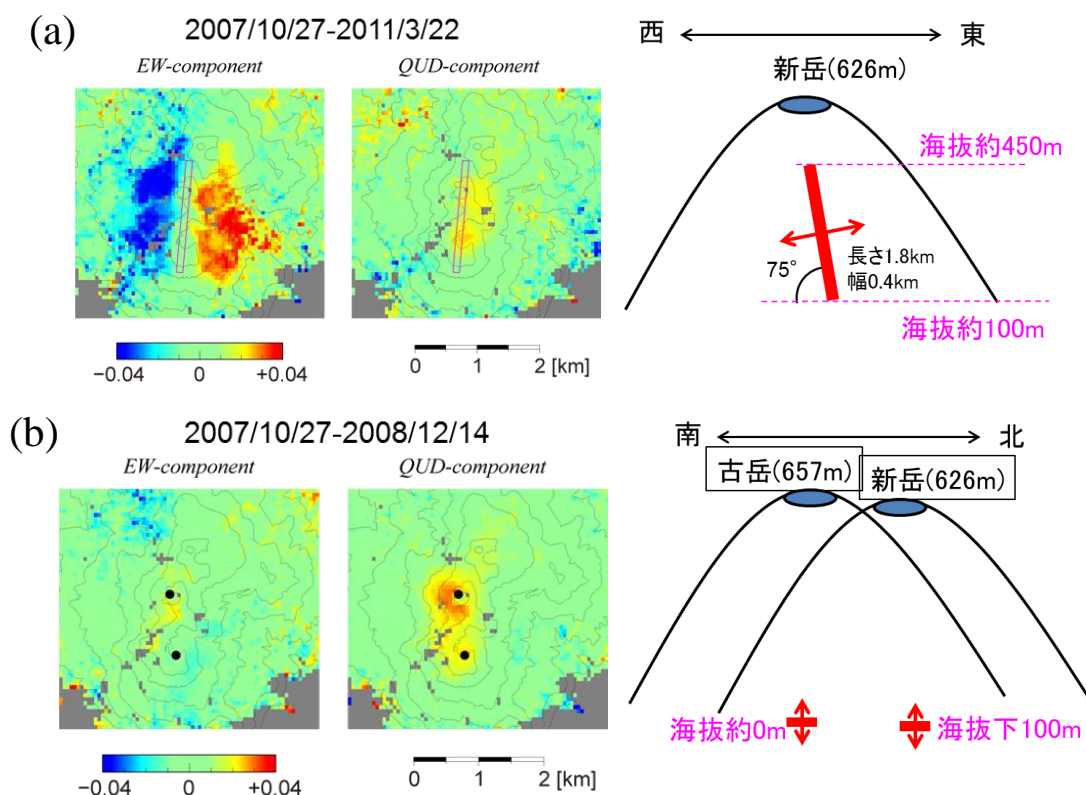 (a)
2007/10/27-2011/3/22
EW-component
QUD-component
−0.04 0 +0.04
0 1 2 [km]
西 東
新岳(626m)
海抜約450m
75°
長さ1.8km
幅0.4km
海抜約100m
(b)
2007/10/27-2008/12/14
EW-component
QUD-component
−0.04 0 +0.04
0 1 2 [km]
南 北
古岳(657m)
新岳(626m)
海抜約0m
海抜下100m